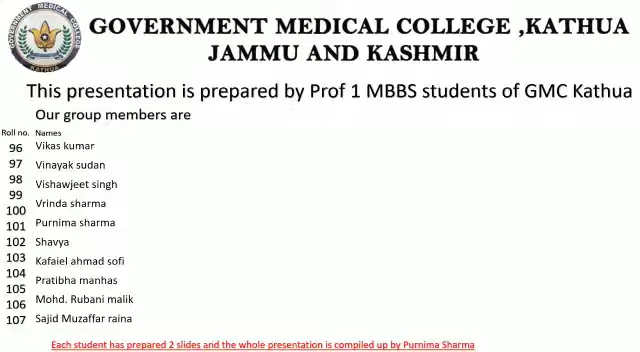 GOVERNMENT MEDICAL COLLEGE ,KATHUA
JAMMU AND KASHMIR
This presentation is prepared by Prof 1 MBBS students of GMC Kathua
Our group members are
Roll no. Names
96 Vikas kumar
97 Vinayak sudan
98 Vishawjeet singh
99 Vrinda sharma
100
101 Purnima sharma
102 Shavya
103 Kafaiel ahmad sofi
104 Pratibha manhas
105
106 Mohd. Rubani malik
107 Sajid Muzaffar raina
Each student has prepared 2 slides and the whole presentation is compiled up by Purnima Sharma
GOVT. MEDICAL COLLEGE
KATHUA